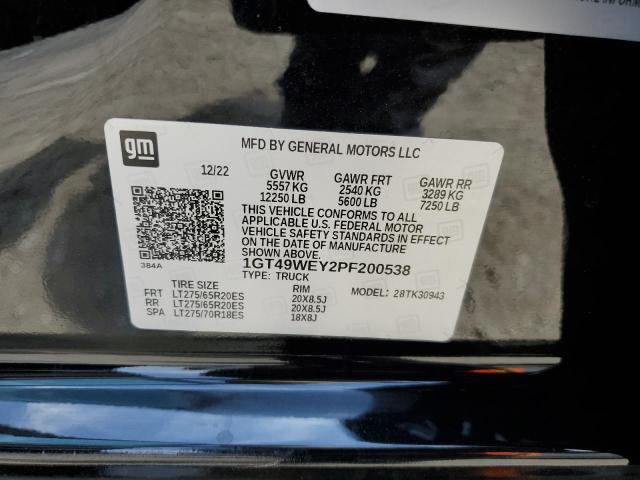 gm
MFD BY GENERAL MOTORS LLC
12/22 GVWR GAWR FRT GAWR RR
5557 KG 2540 KG 3289 KG
12250 LB 5600 LB 7250 LB
THIS VEHICLE CONFORMS TO ALL
APPLICABLE U.S. FEDERAL MOTOR
VEHICLE SAFETY STANDARDS IN EFFECT
ON THE DATE OF MANUFACTURE
SHOWN ABOVE.
384A
1GT49WEY2PF200538
TYPE: TRUCK
TIRE SIZE RIM MODEL: 28TK30943
FRT LT275/65R20ES 20X8.5J
RR LT275/65R20ES 20X8.5J
SPA LT275/70R18ES 18X8J